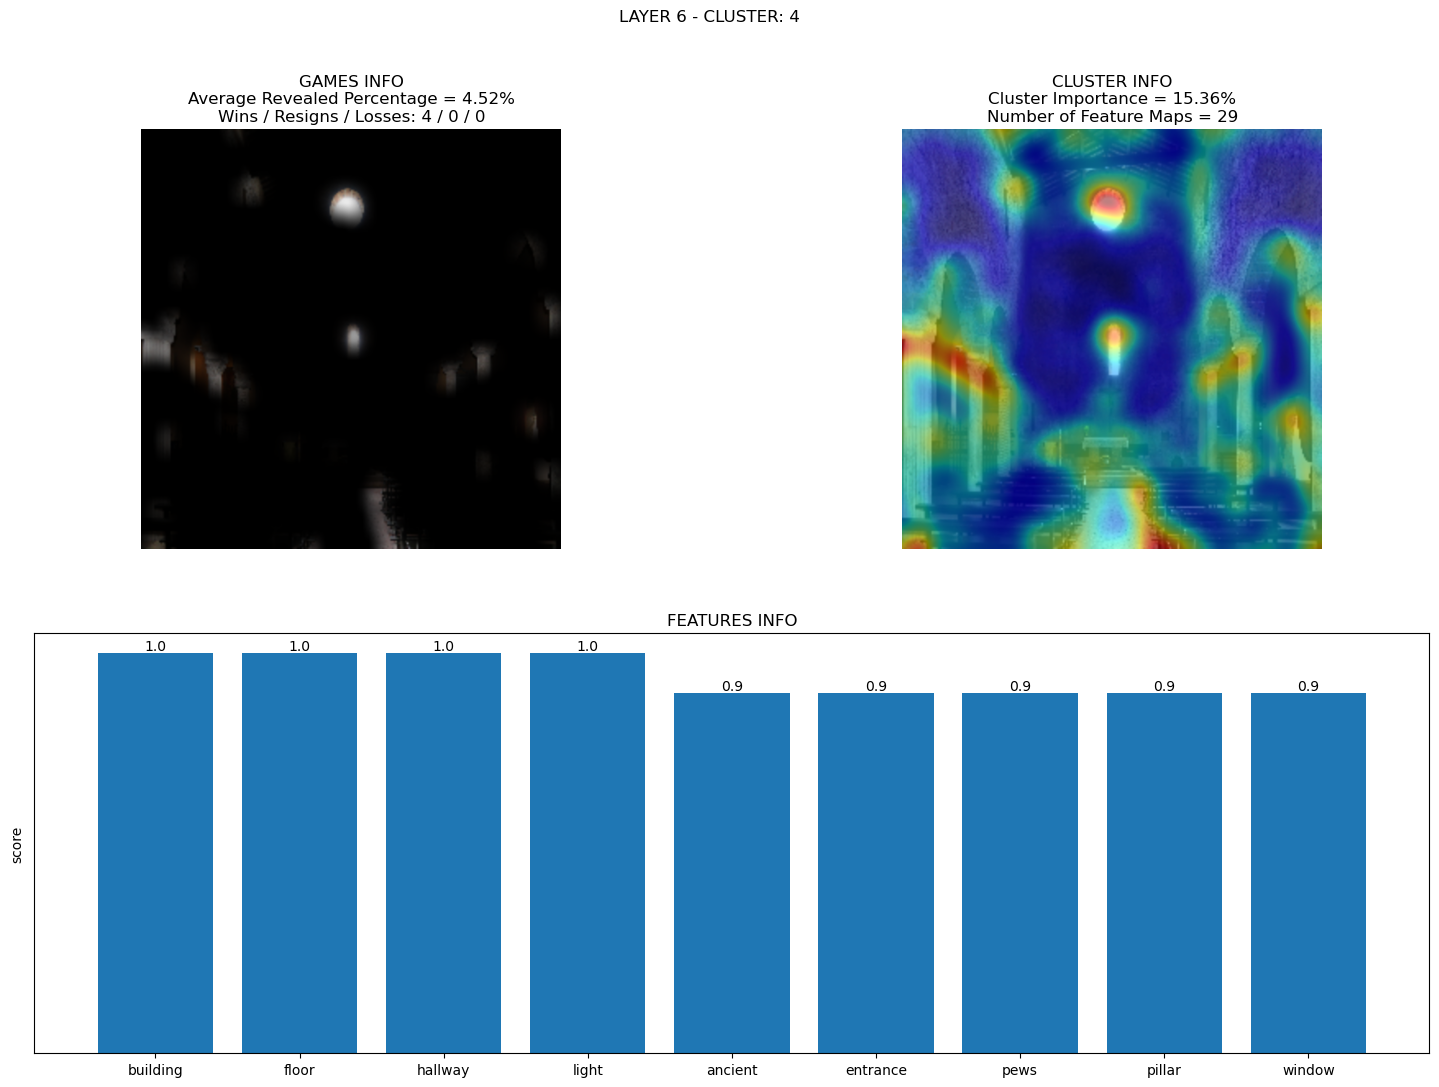 LAYER 6 - CLUSTER: 4
GAMES INFO
Average Revealed Percentage = 4.52%
Wins / Resigns / Losses: 4 / 0 / 0
CLUSTER INFO
Cluster Importance = 15.36%
Number of Feature Maps = 29
FEATURES INFO
1.0 1.0 1.0 1.0 0.9 0.9 0.9 0.9 0.9
score
building floor hallway light ancient entrance pews pillar window